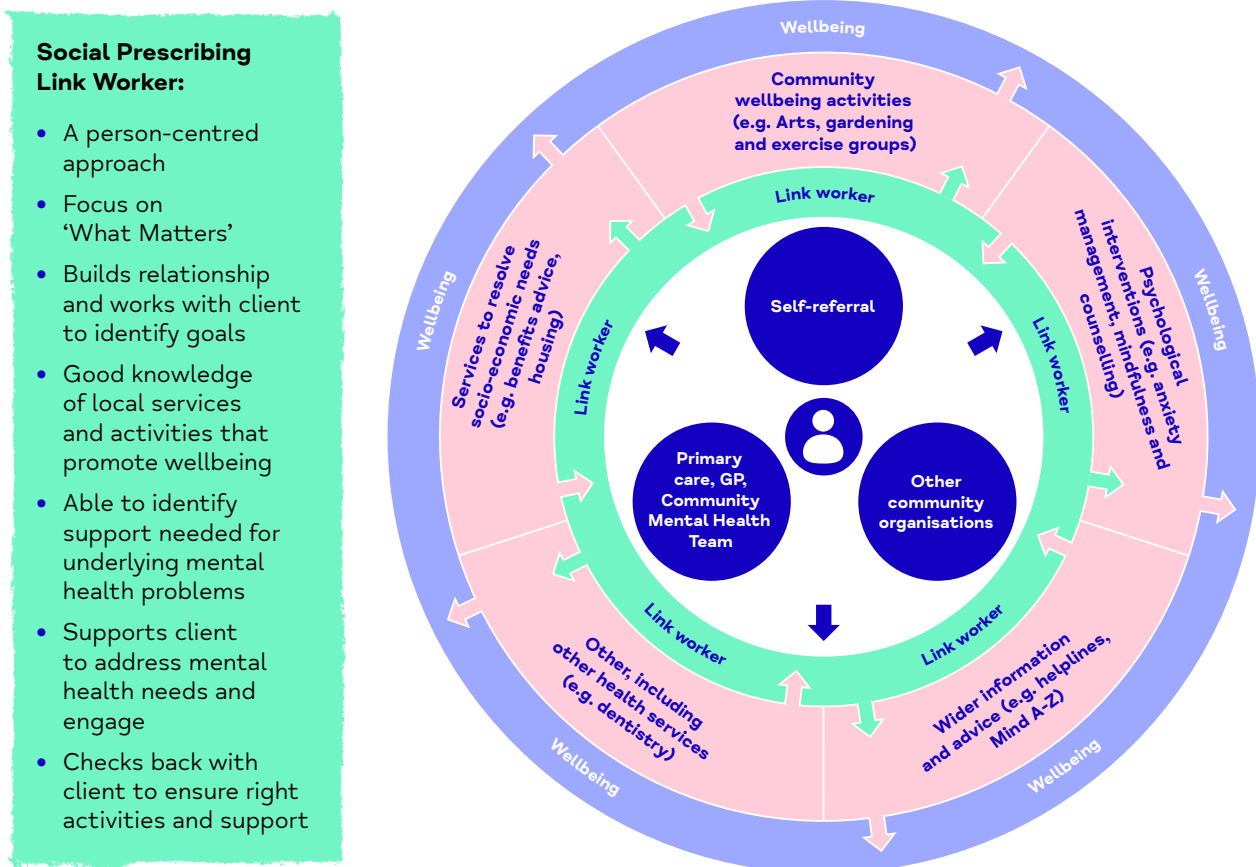 Social Prescribing
Link Worker:
• A person-centred
approach
• Focus on
‘What Matters’
• Builds relationship
and works with client
to identify goals
• Good knowledge
of local services
and activities that
promote wellbeing
• Able to identify
support needed for
underlying mental
health problems
• Supports client
to address mental
health needs and
engage
• Checks back with
client to ensure right
activities and support
Wellbeing
Community
wellbeing activities
(e.g. Arts, gardening
and exercise groups)
Link worker
Psychological
interventions (e.g. anxiety
management, mindfulness and
counselling)
Link worker
Wellbeing
Wider information
and advice (e.g. helplines,
Mind A-Z)
Link worker
Wellbeing
Other, including
other health services
(e.g. dentistry)
Link worker
Wellbeing
Services to resolve
socio-economic needs
(e.g. benefits advice,
housing)
Link worker
Wellbeing
Self-referral
Primary
care, GP,
Community
Mental Health
Team
Other
community
organisations